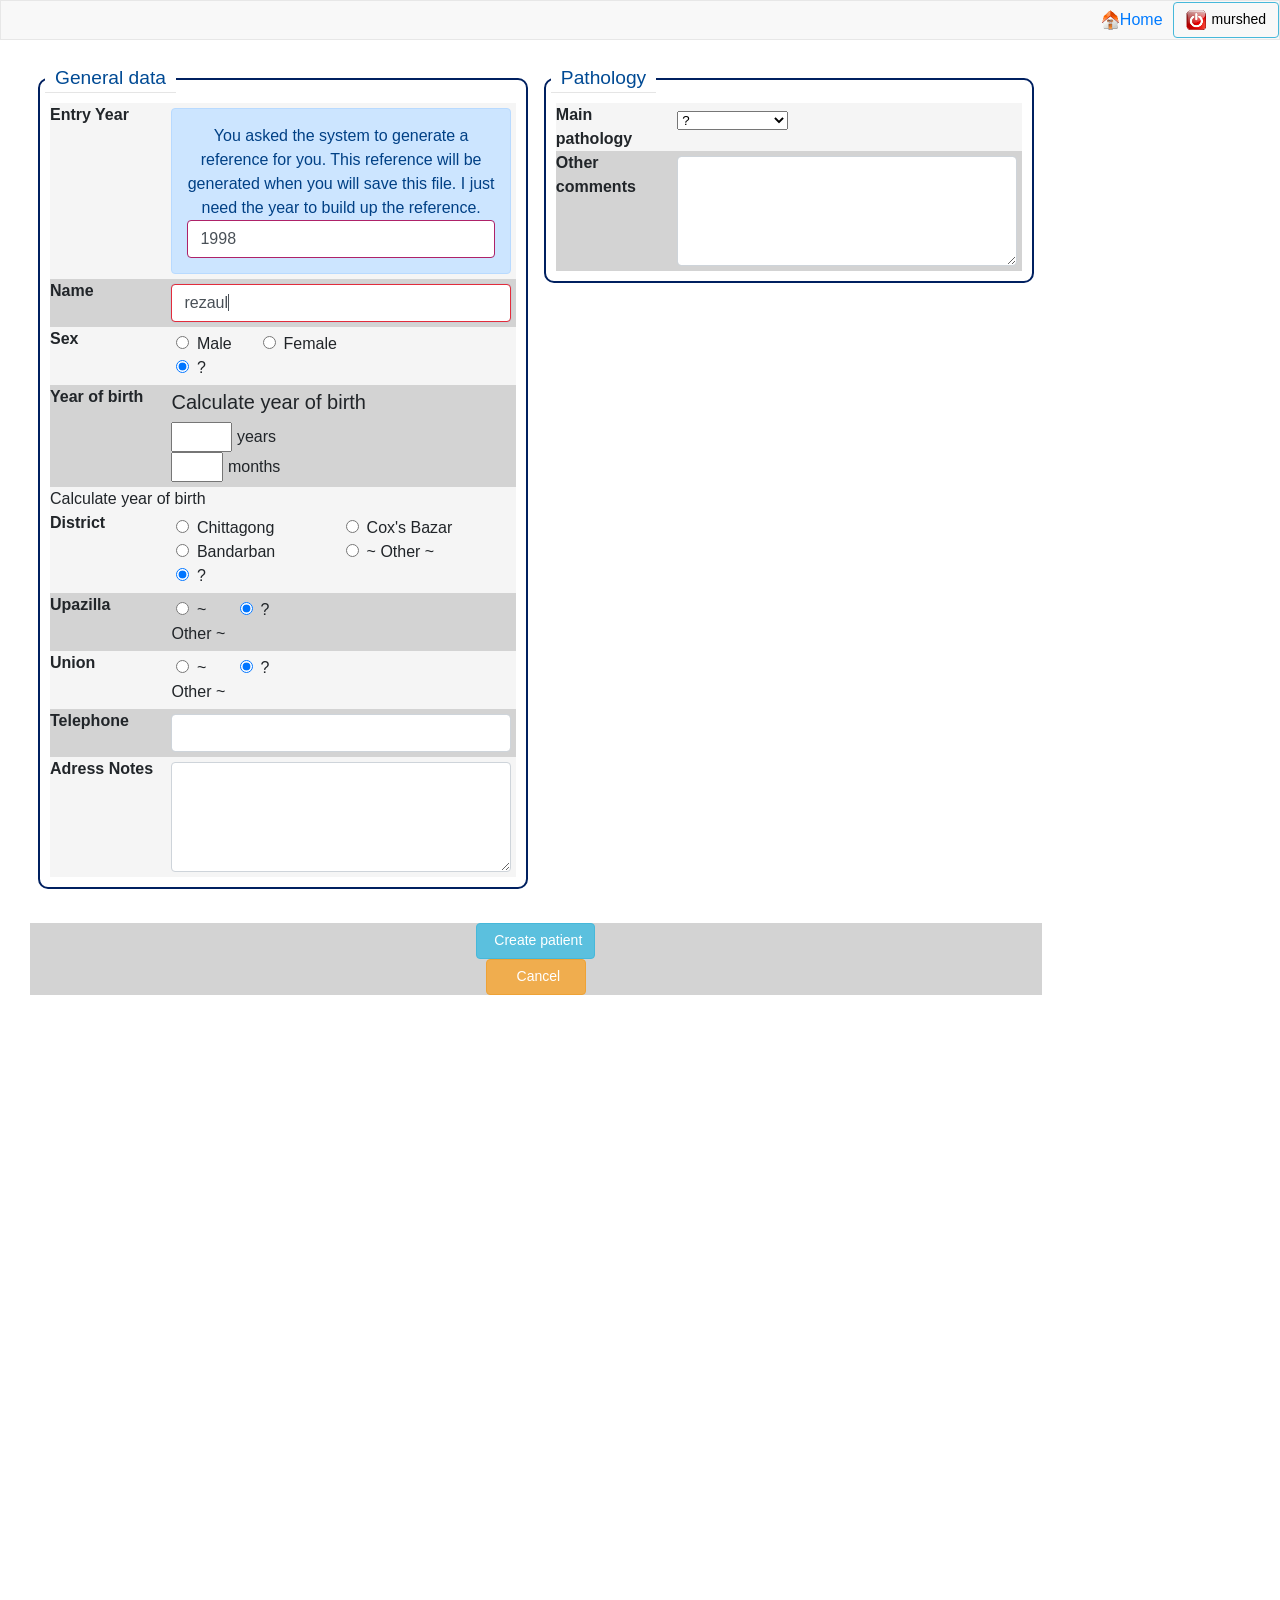 Home
murshed
General data
Entry Year
You asked the system to generate a
reference for you. This reference will be
generated when you will save this file. I just
need the year to build up the reference.
1998
Name
rezaul
Sex
Male
Female
?
Year of birth
Calculate year of birth
years
months
Calculate year of birth
District
Chittagong
Cox's Bazar
Bandarban
~ Other ~
?
Upazilla
~
?
Other ~
Union
~
?
Other ~
Telephone
Adress Notes
Pathology
Main
pathology
?
Other
comments
Create patient
Cancel